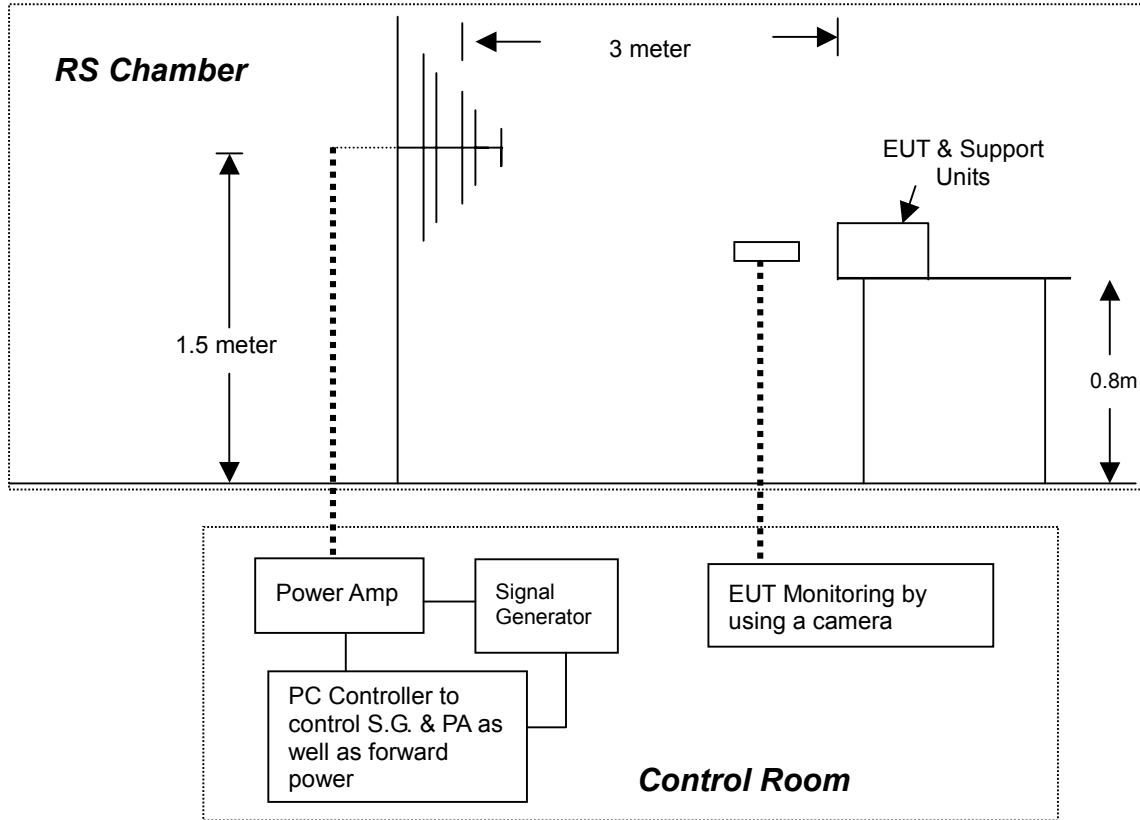 3 meter
RS Chamber
EUT & Support
Units
1.5 meter
0.8m
Power Amp
Signal
Generator
EUT Monitoring by
using a camera
PC Controller to
control S.G. & PA as
well as forward
power
Control Room